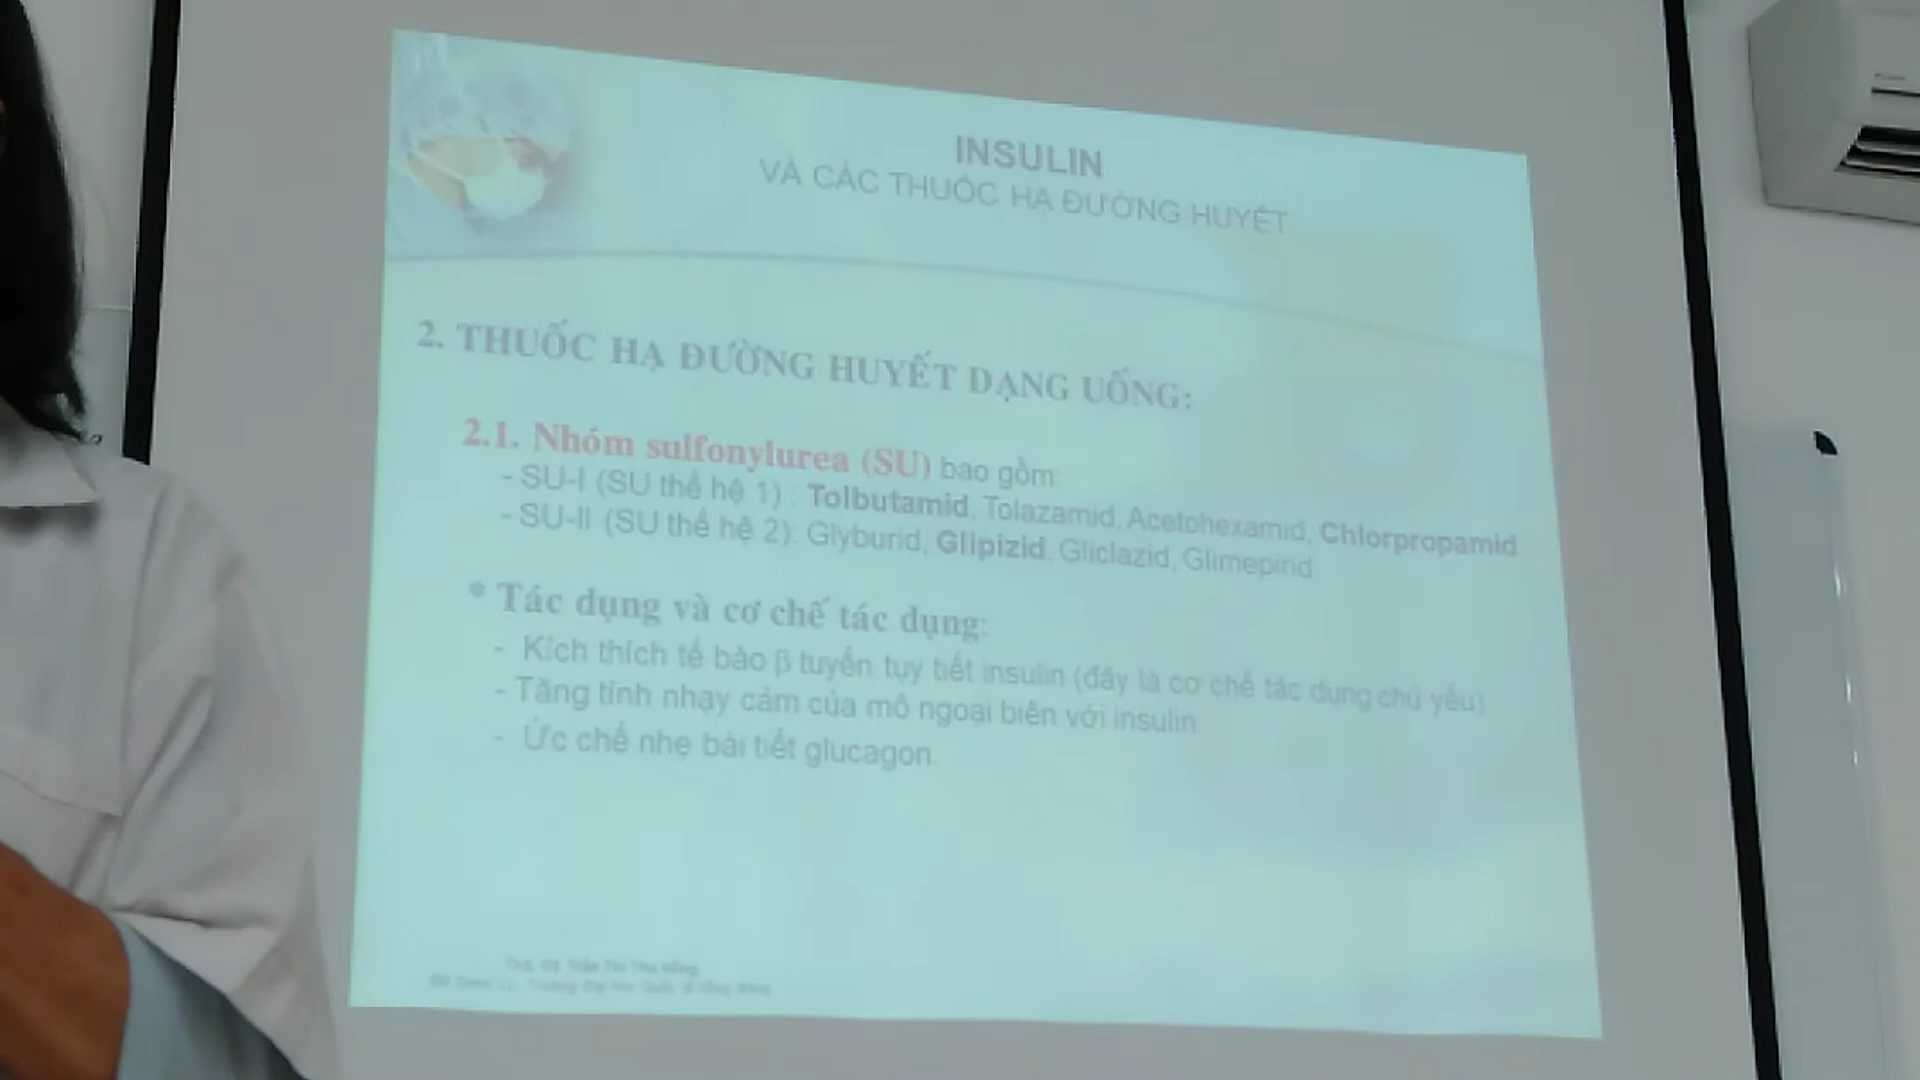 INSULIN
VÀ CÁC THUỐC HẠ ĐƯỜNG HUYẾT
2. THUỐC HẠ ĐƯỜNG HUYẾT DẠNG UỐNG:
2.1. Nhóm sulfonylurea (SU) bao gồm:
- SU-I (SU thế hệ 1) : Tolbutamid, Tolazamid, Acetohexamid, Chlorpropamid
- SU-II (SU thế hệ 2): Glyburid, Glipizid, Gliclazid, Glimepirid
* Tác dụng và cơ chế tác dụng:
- Kích thích tế bào β tuyến tụy tiết insulin (đây là cơ chế tác dụng chủ yếu)
- Tăng tính nhạy cảm của mô ngoại biên với insulin
- Ức chế nhẹ bài tiết glucagon.